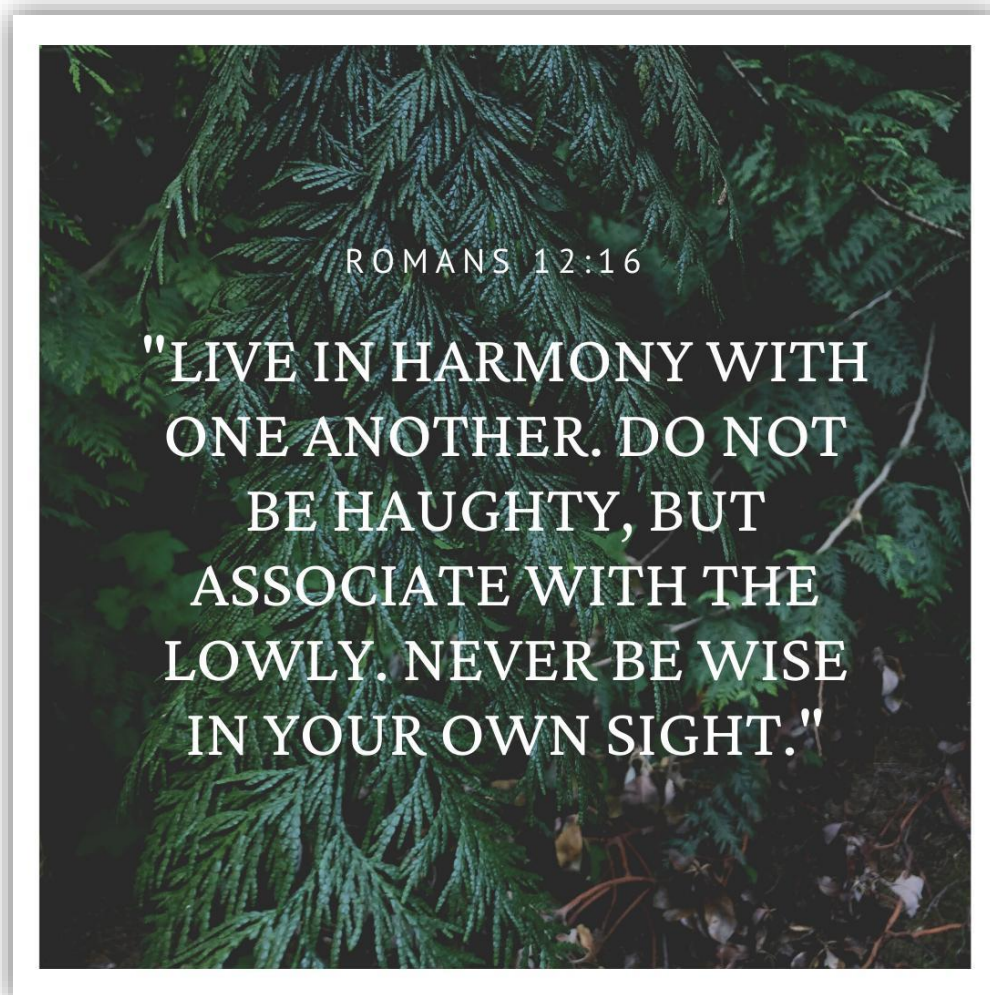 ROMANS 12:16
"LIVE IN HARMONY WITH
ONE ANOTHER. DO NOT
BE HAUGHTY, BUT
ASSOCIATE WITH THE
LOWLY. NEVER BE WISE
IN YOUR OWN SIGHT."